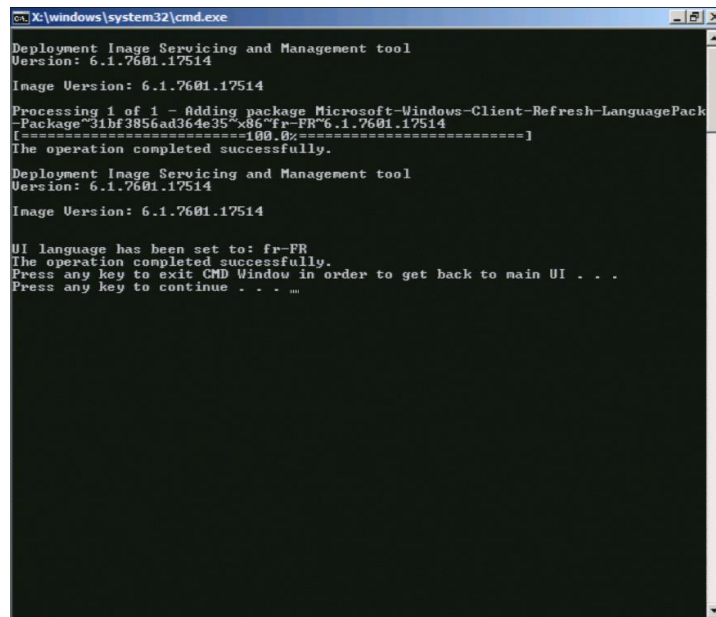 X:\windows\system32\cmd.exe
Deployment Image Servicing and Management tool
Version: 6.1.7601.17514
Image Version: 6.1.7601.17514
Processing 1 of 1 - Adding package Microsoft-Windows-Client-Refresh-LanguagePack
-Package~31bf3856ad364e35~x86~fr-FR~6.1.7601.17514
[==========================100.0%==========================]
The operation completed successfully.
Deployment Image Servicing and Management tool
Version: 6.1.7601.17514
Image Version: 6.1.7601.17514
UI language has been set to: fr-FR
The operation completed successfully.
Press any key to exit CMD Window in order to get back to main UI . . .
Press any key to continue . . .